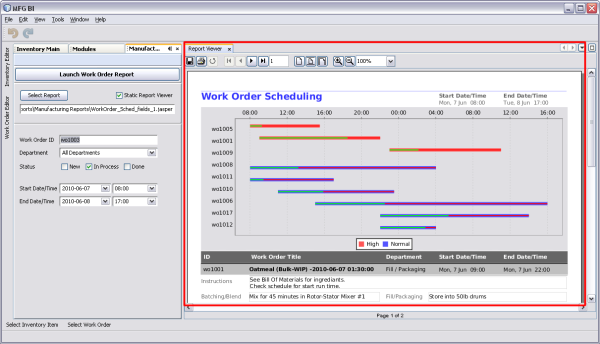 MFG BI
File Edit View Tools Window Help
Inventory Main Modules Manufact...
Inventory Editor
Work Order Editor
Launch Work Order Report
Select Report Static Report Viewer
orts\Manufacturing Reports\WorkOrder_Sched_fields_1.jasper
Work Order ID wo1003
Department All Departments
Status New In Process Done
Start Date/Time 2010-06-07 08:00
End Date/Time 2010-06-08 17:00
Report Viewer
1 100%
Work Order Scheduling
Start Date/Time End Date/Time
Mon, 7 Jun 08:00 Tue, 8 Jun 17:00
08:00 12:00 16:00 20:00 00:00 04:00 08:00 12:00 16:00
wo1005
wo1001
wo1009
wo1008
wo1011
wo1010
wo1006
wo1017
wo1012
High Normal
ID Work Order Title Department Start Date/Time End Date/Time
wo1001 Oatmeal (Bulk-WIP) -2010-06-07 01:30:00 Fill / Packaging Mon, 7 Jun 09:00 Mon, 7 Jun 22:00
Instructions See Bill Of Materials for ingredients.
Check schedule for start run time.
Batching/Blend Mix for 45 minutes in Rotor-Stator Mixer #1 Fill/Packaging Store into 50lb drums
Page 1 of 2
Select Inventory Item Select Work Order